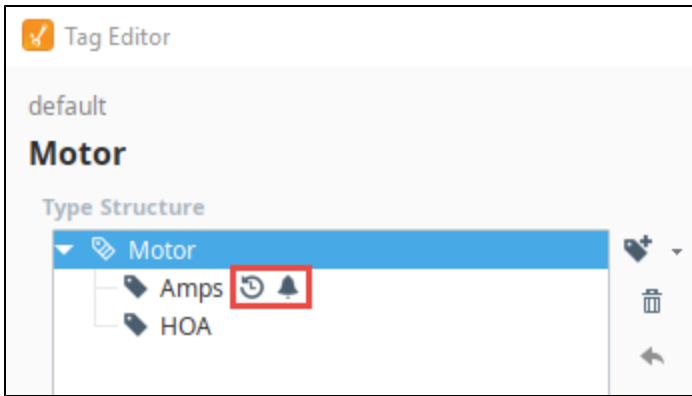 Tag Editor
default
Motor
Type Structure
Motor
Amps
HOA